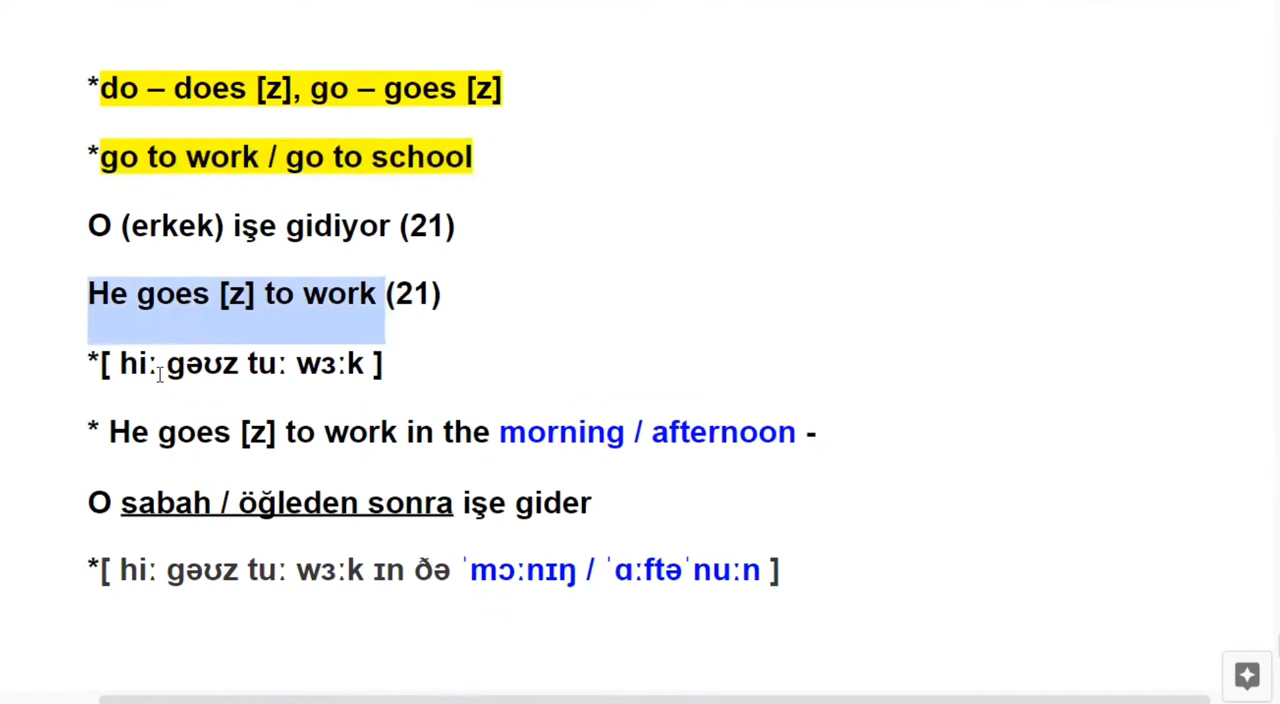 *do – does [z], go – goes [z]
*go to work / go to school
O (erkek) işe gidiyor (21)
He goes [z] to work (21)
*[ hiː gəʊz tuː wɜːk ]
* He goes [z] to work in the morning / afternoon -
O sabah / öğleden sonra işe gider
*[ hiː gəʊz tuː wɜːk ɪn ðə ˈmɔːnɪŋ / ˈɑːftəˈnuːn ]